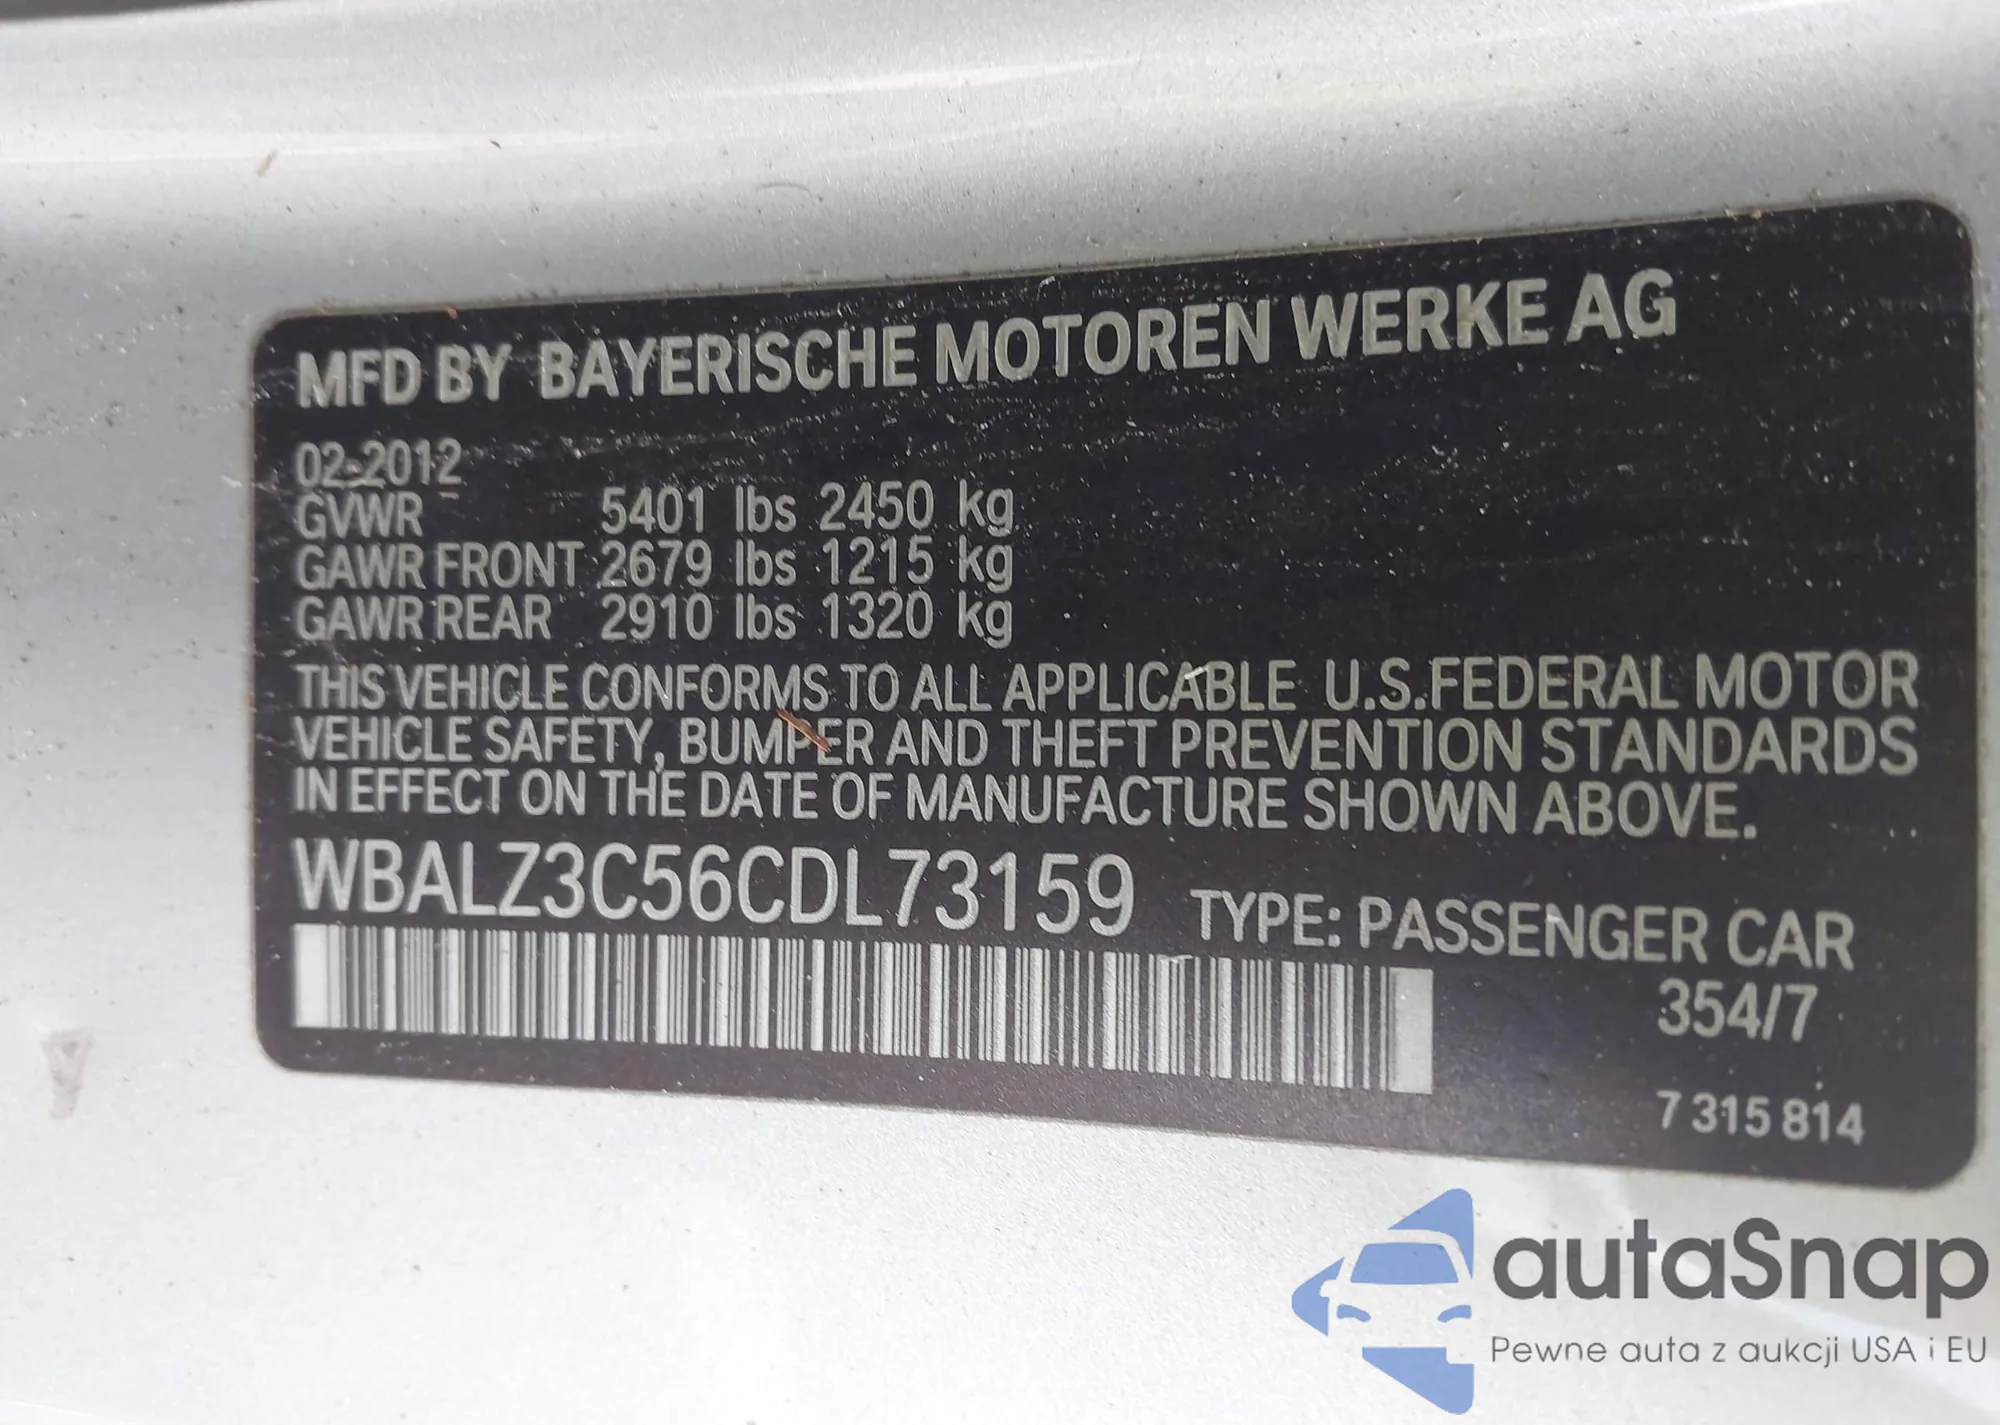 MFD BY BAYERISCHE MOTOREN WERKE AG
02-2012
GVWR 5401 lbs 2450 kg
GAWR FRONT 2679 lbs 1215 kg
GAWR REAR 2910 lbs 1320 kg
THIS VEHICLE CONFORMS TO ALL APPLICABLE U.S.FEDERAL MOTOR
VEHICLE SAFETY, BUMPER AND THEFT PREVENTION STANDARDS
IN EFFECT ON THE DATE OF MANUFACTURE SHOWN ABOVE.
WBALZ3C56CDL73159 TYPE: PASSENGER CAR
354/7
7 315 814
autaSnap
Pewne auta z aukcji USA i EU